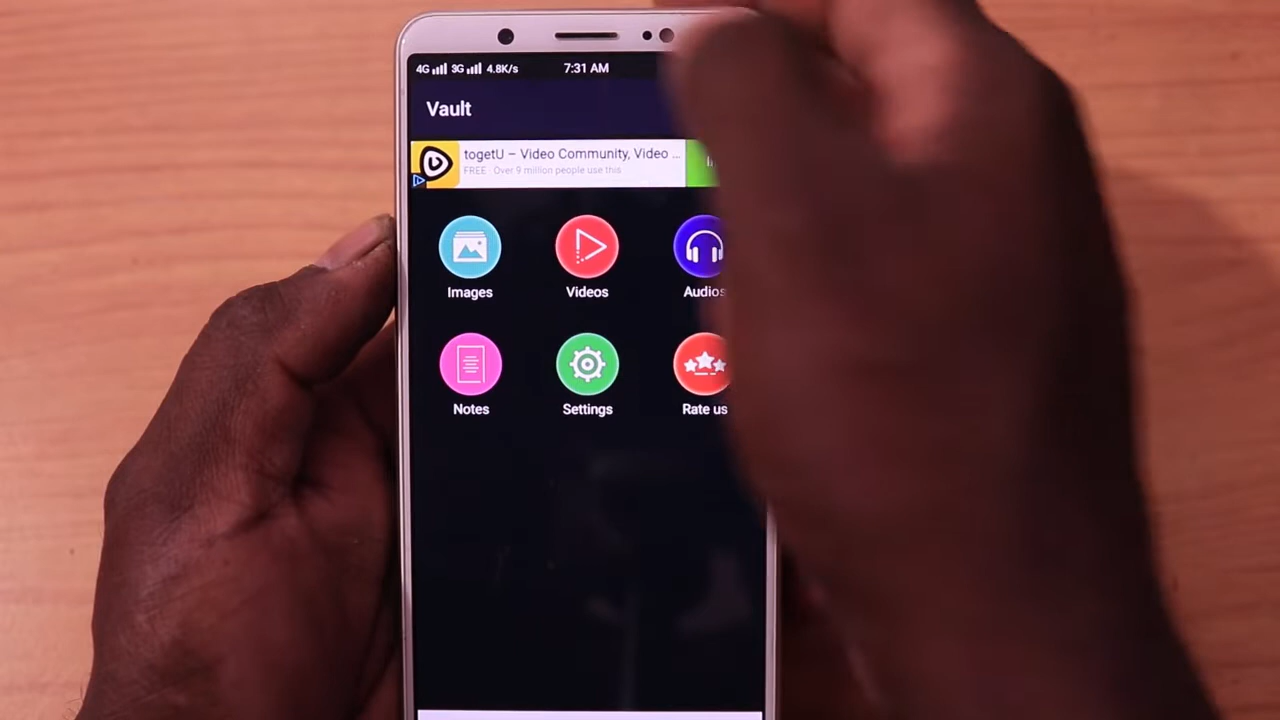 4G 3G 4.8K/s 7:31 AM
Vault
togetU – Video Community, Video ...
FREE · Over 9 million people use this
Images Videos Audios
Notes Settings Rate us